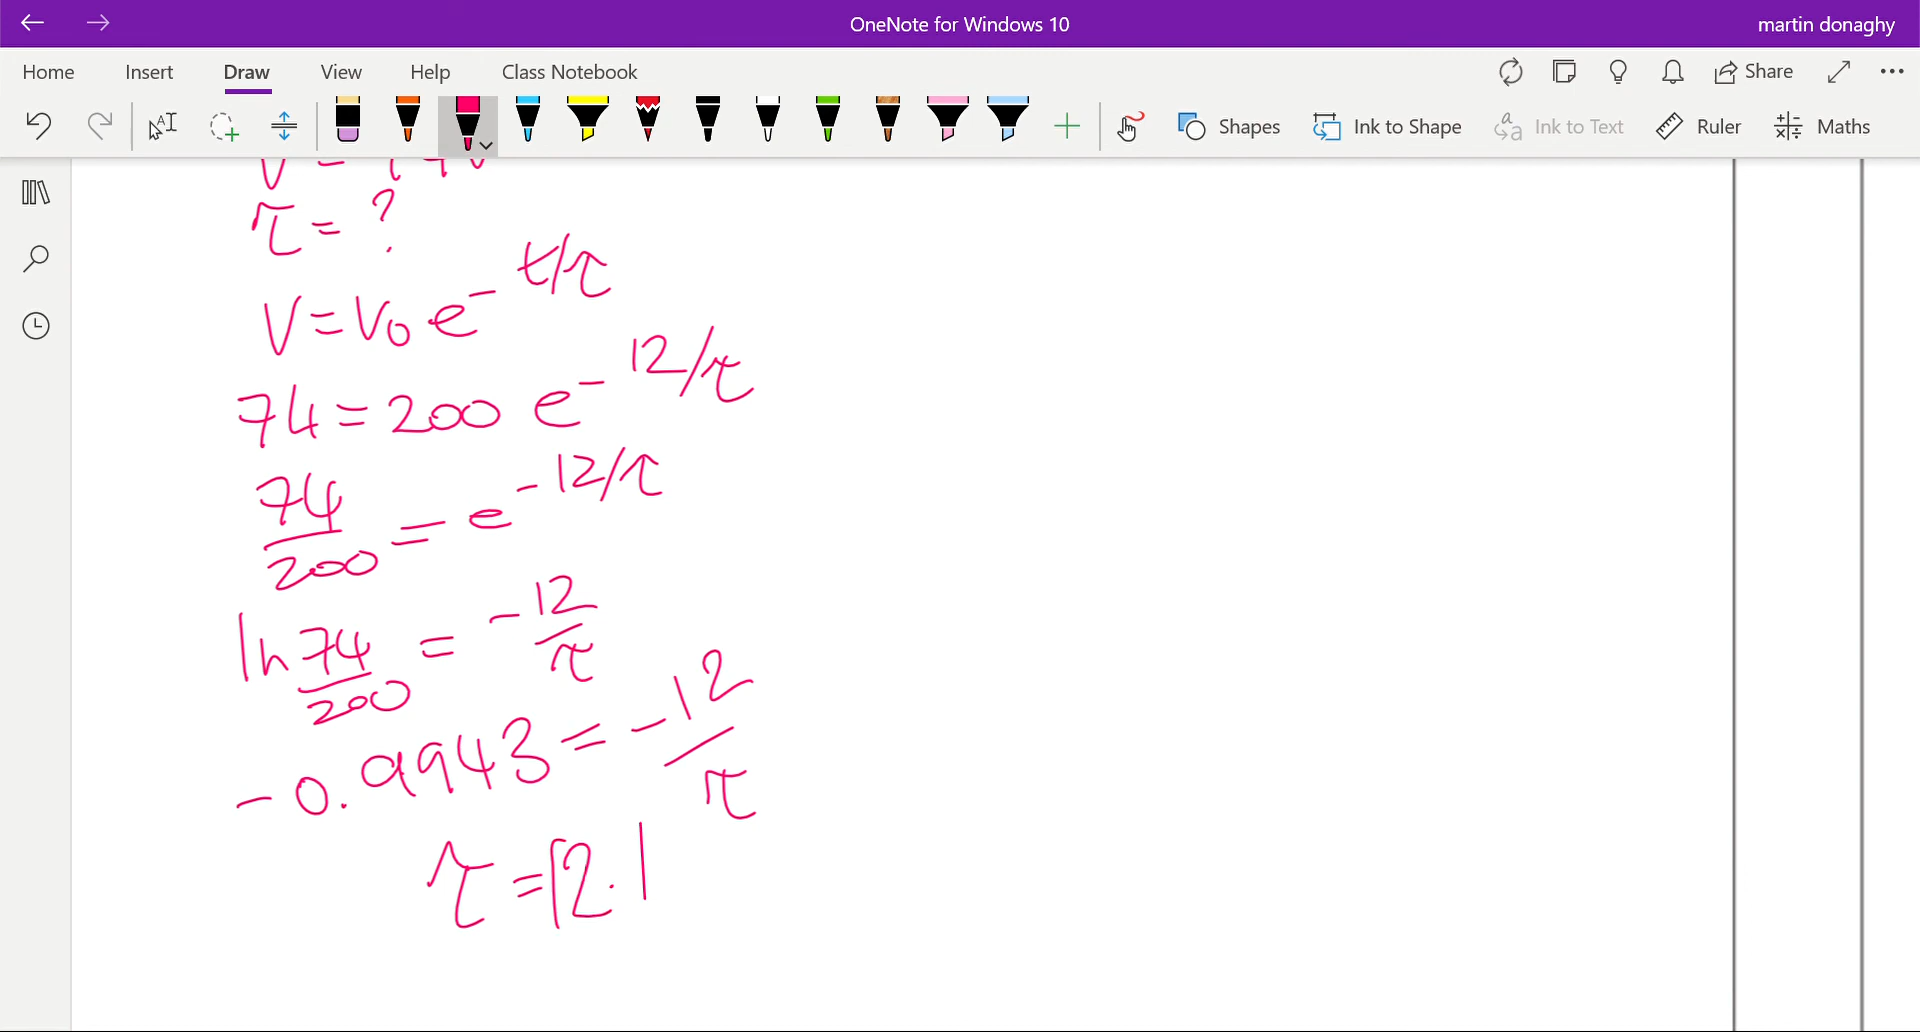 OneNote for Windows 10
martin donaghy
Home Insert Draw View Help Class Notebook
Share
Shapes Ink to Shape Ink to Text Ruler Maths
V = 74V
τ = ?
V = V₀ e^- t/τ
74 = 200 e^- 12/τ
74/200 = e^-12/τ
ln 74/200 = -12/τ
-0.9943 = -12/τ
τ = 12.1